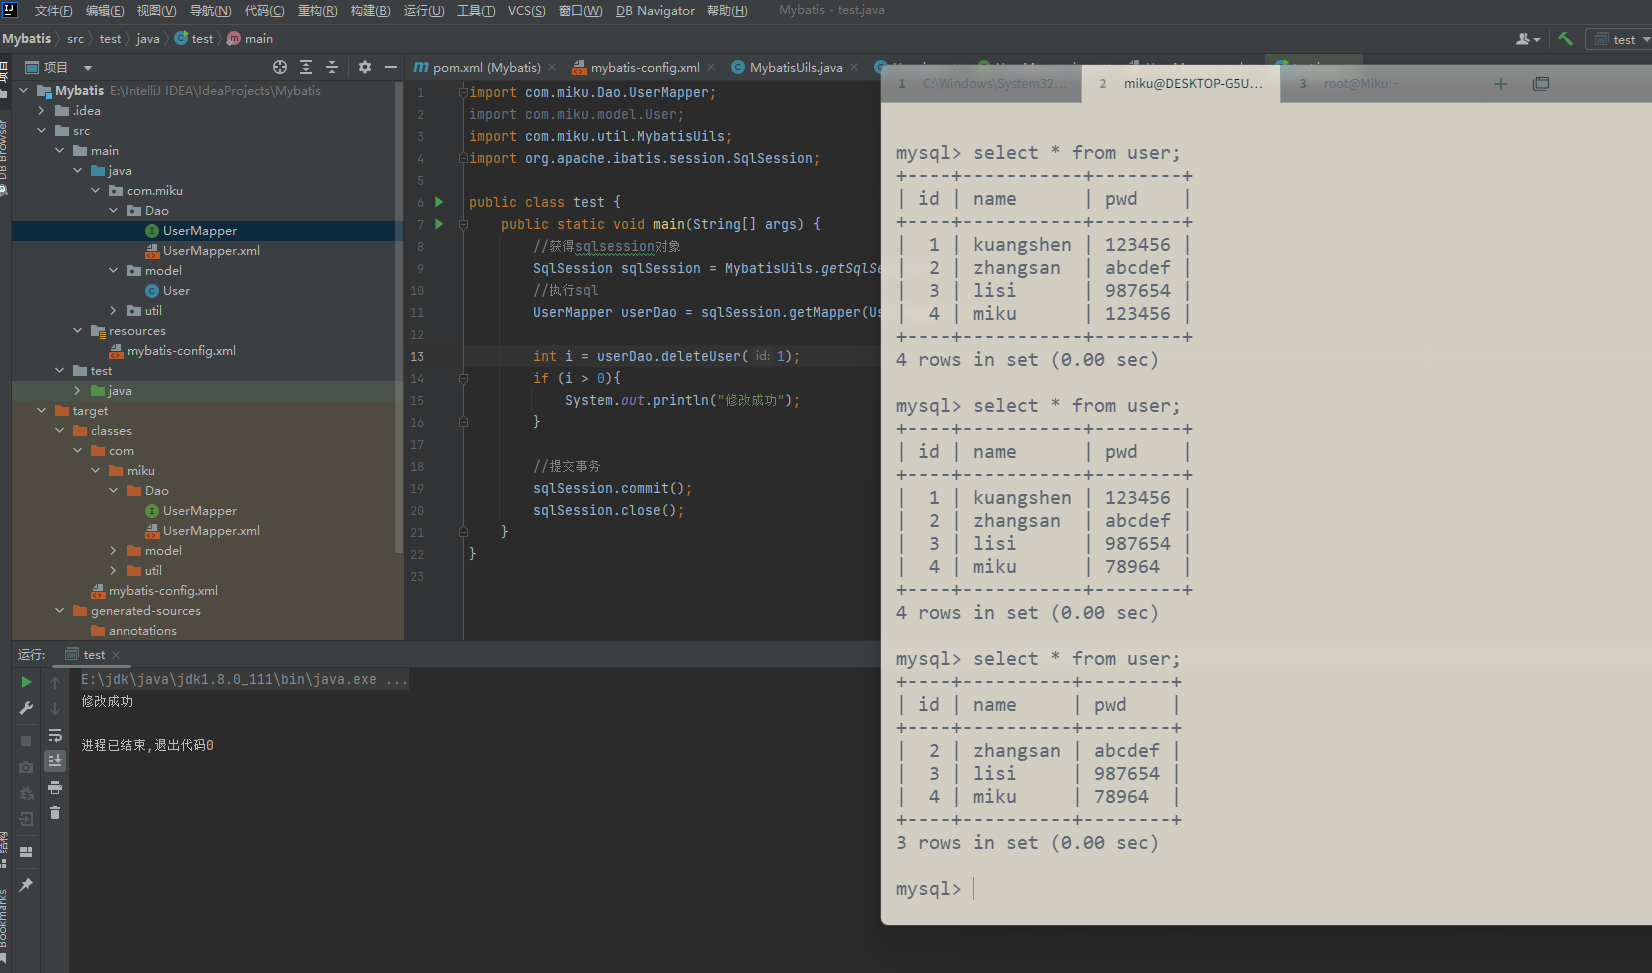 文件(F) 编辑(E) 视图(V) 导航(N) 代码(C) 重构(R) 构建(B) 运行(U) 工具(T) VCS(S) 窗口(W) DB Navigator 帮助(H) Mybatis - test.java
Mybatis src test java test main
test
项目
Mybatis E:\IntelliJ IDEA\IdeaProjects\Mybatis
.idea
src
main
java
com.miku
Dao
UserMapper
UserMapper.xml
model
User
util
resources
mybatis-config.xml
test
java
target
classes
com
miku
Dao
UserMapper
UserMapper.xml
model
util
mybatis-config.xml
generated-sources
annotations
DB Browser
结构
Bookmarks
pom.xml (Mybatis) mybatis-config.xml MybatisUils.java
1 import com.miku.Dao.UserMapper;
2 import com.miku.model.User;
3 import com.miku.util.MybatisUils;
4 import org.apache.ibatis.session.SqlSession;
5
6 public class test {
7 public static void main(String[] args) {
8 //获得sqlsession对象
9 SqlSession sqlSession = MybatisUils.getSqlSe
10 //执行sql
11 UserMapper userDao = sqlSession.getMapper(Us
12
13 int i = userDao.deleteUser( id: 1);
14 if (i > 0){
15 System.out.println("修改成功");
16 }
17
18 //提交事务
19 sqlSession.commit();
20 sqlSession.close();
21 }
22 }
23
运行: test
E:\jdk\java\jdk1.8.0_111\bin\java.exe ...
修改成功
进程已结束,退出代码0
1 C:\Windows\System32... 2 miku@DESKTOP-G5U... 3 root@Miku:~
mysql> select * from user;
+----+-----------+--------+
| id | name | pwd |
+----+-----------+--------+
| 1 | kuangshen | 123456 |
| 2 | zhangsan | abcdef |
| 3 | lisi | 987654 |
| 4 | miku | 123456 |
+----+-----------+--------+
4 rows in set (0.00 sec)
mysql> select * from user;
+----+-----------+--------+
| id | name | pwd |
+----+-----------+--------+
| 1 | kuangshen | 123456 |
| 2 | zhangsan | abcdef |
| 3 | lisi | 987654 |
| 4 | miku | 78964 |
+----+-----------+--------+
4 rows in set (0.00 sec)
mysql> select * from user;
+----+----------+--------+
| id | name | pwd |
+----+----------+--------+
| 2 | zhangsan | abcdef |
| 3 | lisi | 987654 |
| 4 | miku | 78964 |
+----+----------+--------+
3 rows in set (0.00 sec)
mysql>